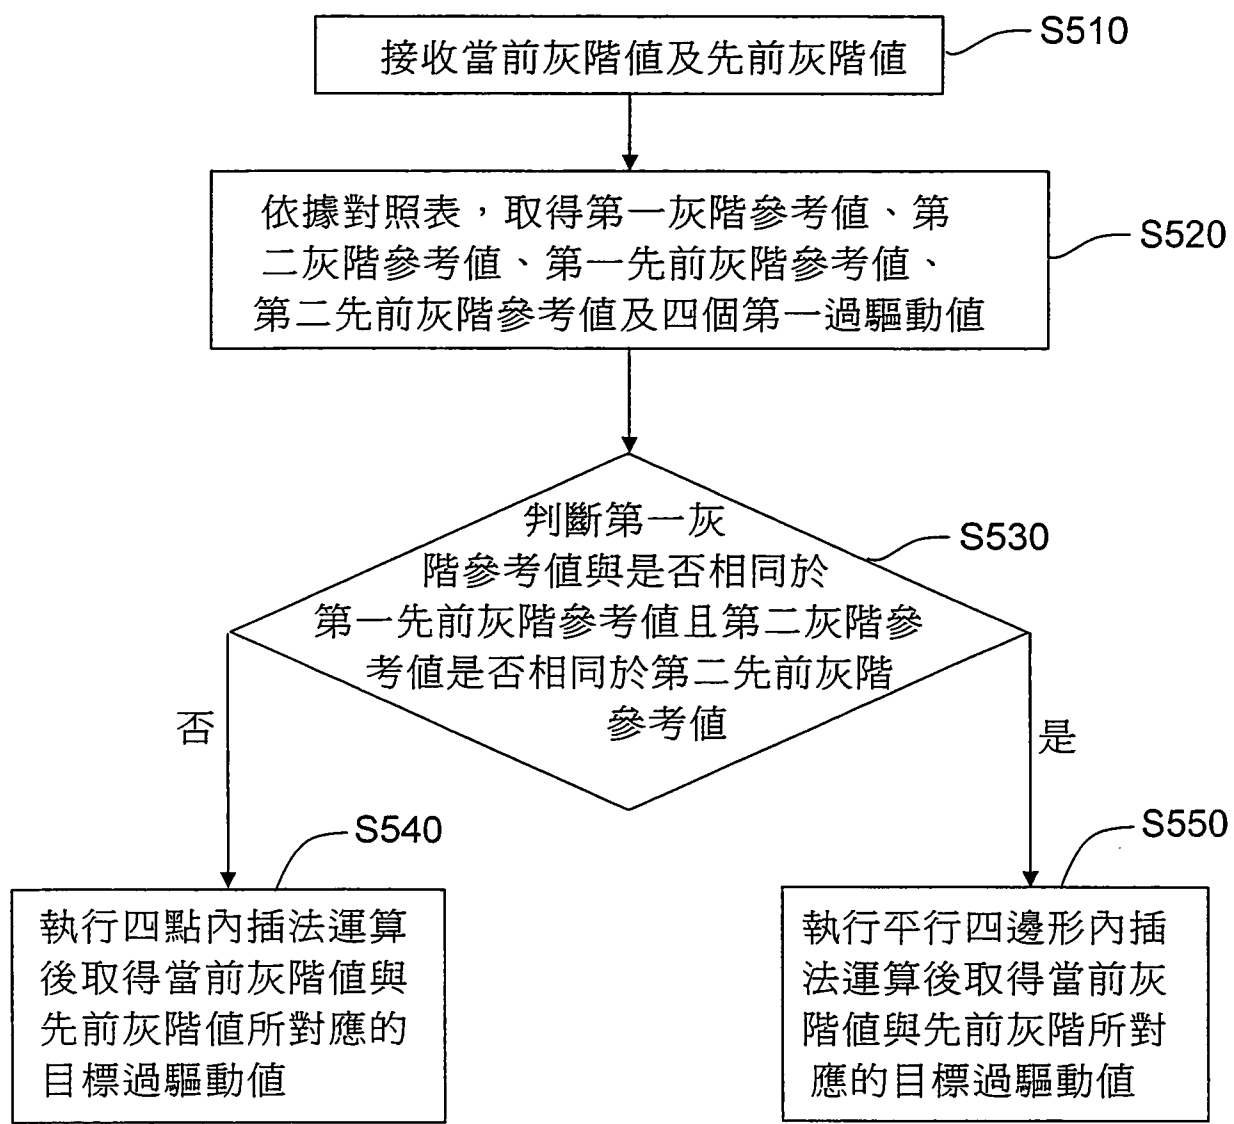 接收當前灰階值及先前灰階值
S510
依據對照表，取得第一灰階參考值、第
二灰階參考值、第一先前灰階參考值、
第二先前灰階參考值及四個第一過驅動值
S520
判斷第一灰
階參考值與是否相同於
第一先前灰階參考值且第二灰階參
考值是否相同於第二先前灰階
參考值
S530
否
是
S540
執行四點內插法運算
後取得當前灰階值與
先前灰階值所對應的
目標過驅動值
S550
執行平行四邊形內插
法運算後取得當前灰
階值與先前灰階所對
應的目標過驅動值